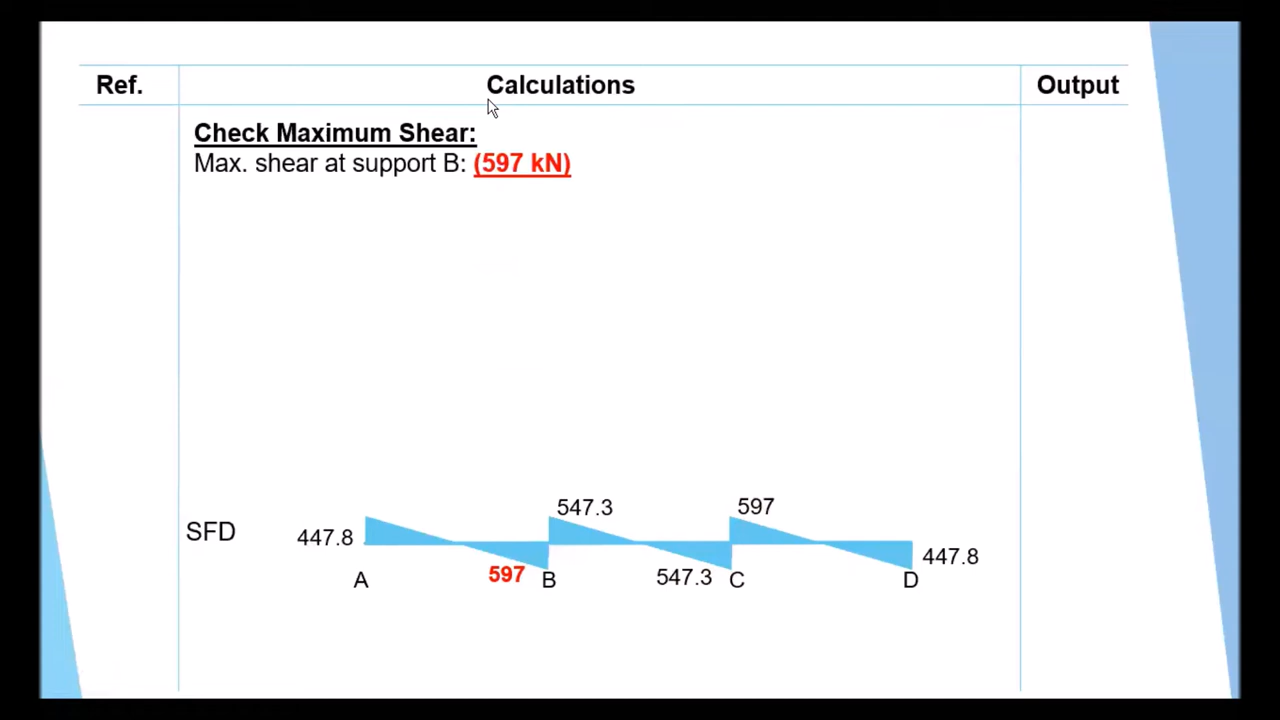 Ref. Calculations Output
Check Maximum Shear:
Max. shear at support B: (597 kN)
547.3 597
SFD 447.8
447.8
597 547.3
A B C D